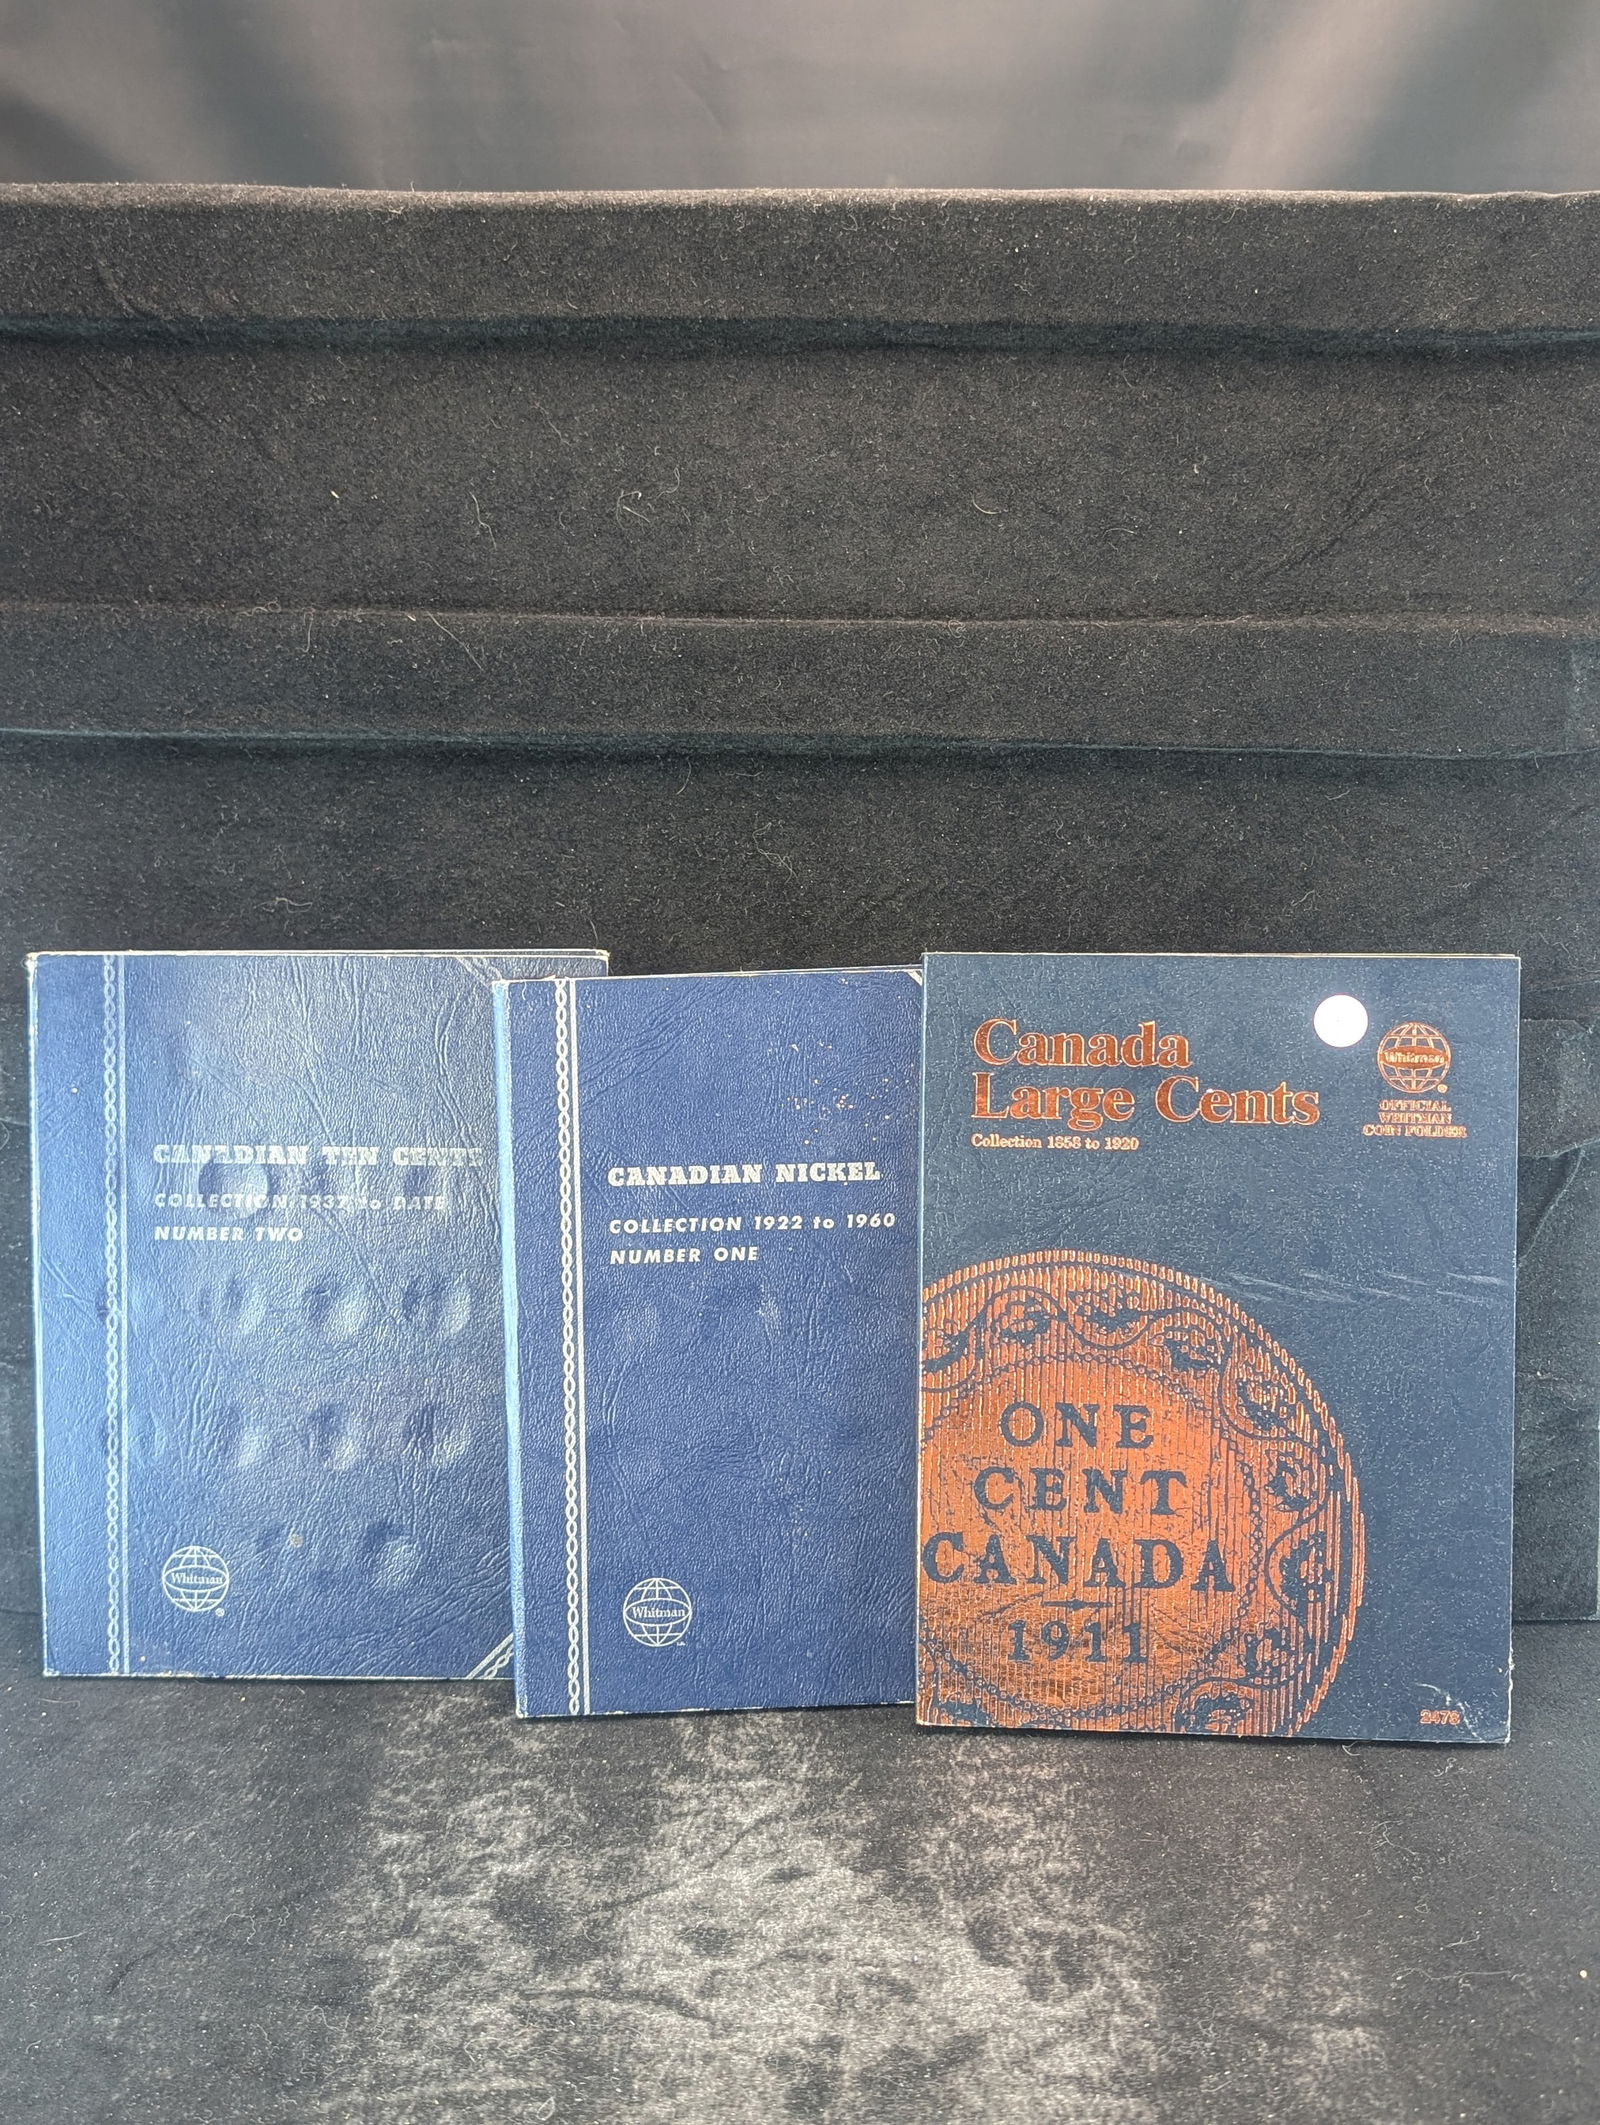 CANADIAN TEN CENTS
COLLECTION 1937 to DATE
NUMBER TWO
Whitman
CANADIAN NICKEL
COLLECTION 1922 to 1960
NUMBER ONE
Whitman
Canada
Large Cents
Collection 1858 to 1920
Whitman
OFFICIAL
WHITMAN
COIN FOLDER
ONE
CENT
CANADA
1911
2478